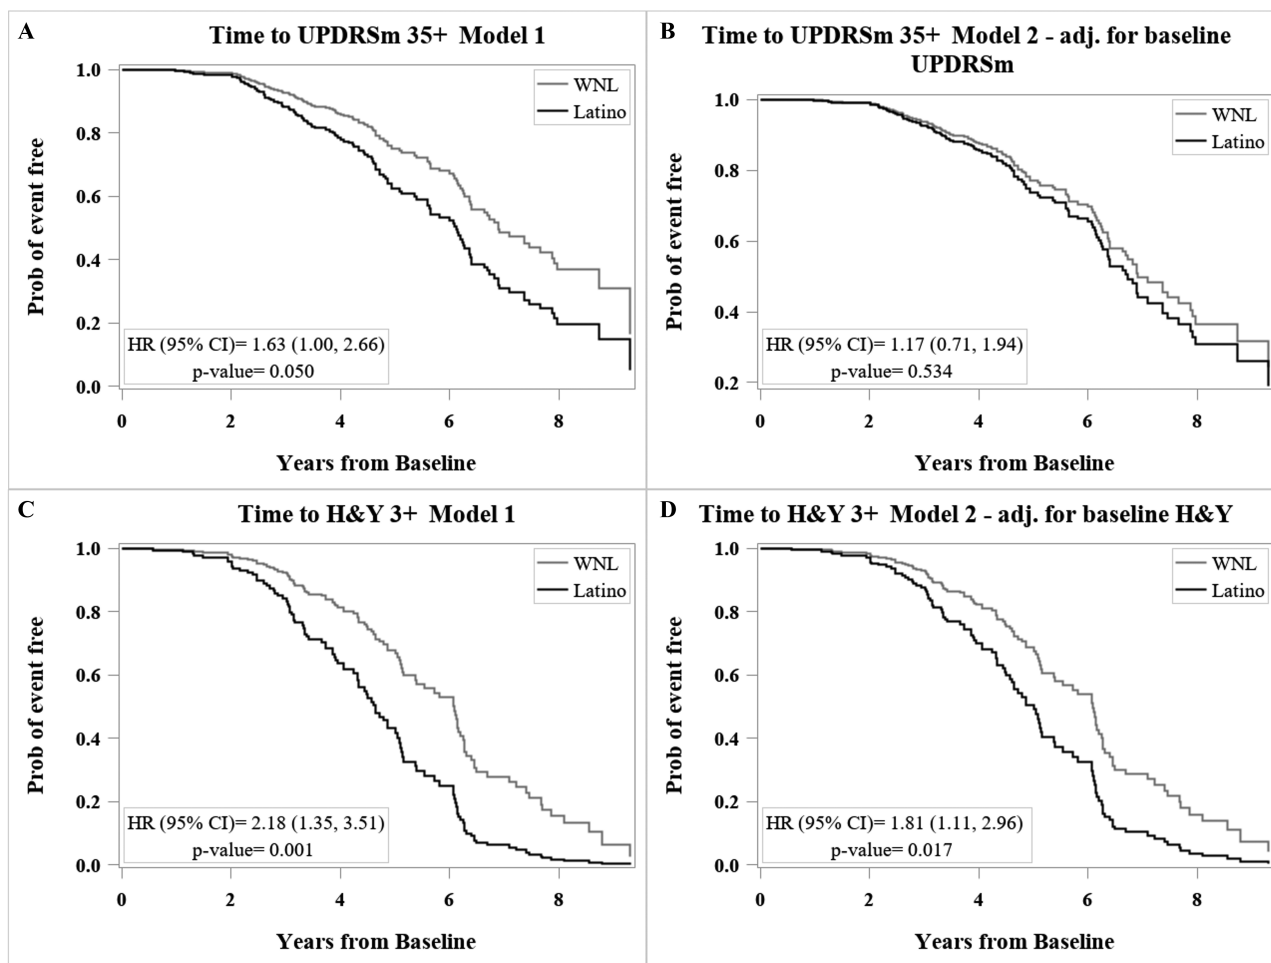 A
Time to UPDRSm 35+ Model 1
WNL
Latino
Prob of event free
1.0
0.8
0.6
0.4
0.2
0.0
HR (95% CI)= 1.63 (1.00, 2.66)
p-value= 0.050
0 2 4 6 8
Years from Baseline
B
Time to UPDRSm 35+ Model 2 - adj. for baseline
UPDRSm
WNL
Latino
Prob of event free
1.0
0.8
0.6
0.4
0.2
HR (95% CI)= 1.17 (0.71, 1.94)
p-value= 0.534
0 2 4 6 8
Years from Baseline
C
Time to H&Y 3+ Model 1
WNL
Latino
Prob of event free
1.0
0.8
0.6
0.4
0.2
0.0
HR (95% CI)= 2.18 (1.35, 3.51)
p-value= 0.001
0 2 4 6 8
Years from Baseline
D
Time to H&Y 3+ Model 2 - adj. for baseline H&Y
WNL
Latino
Prob of event free
1.0
0.8
0.6
0.4
0.2
0.0
HR (95% CI)= 1.81 (1.11, 2.96)
p-value= 0.017
0 2 4 6 8
Years from Baseline